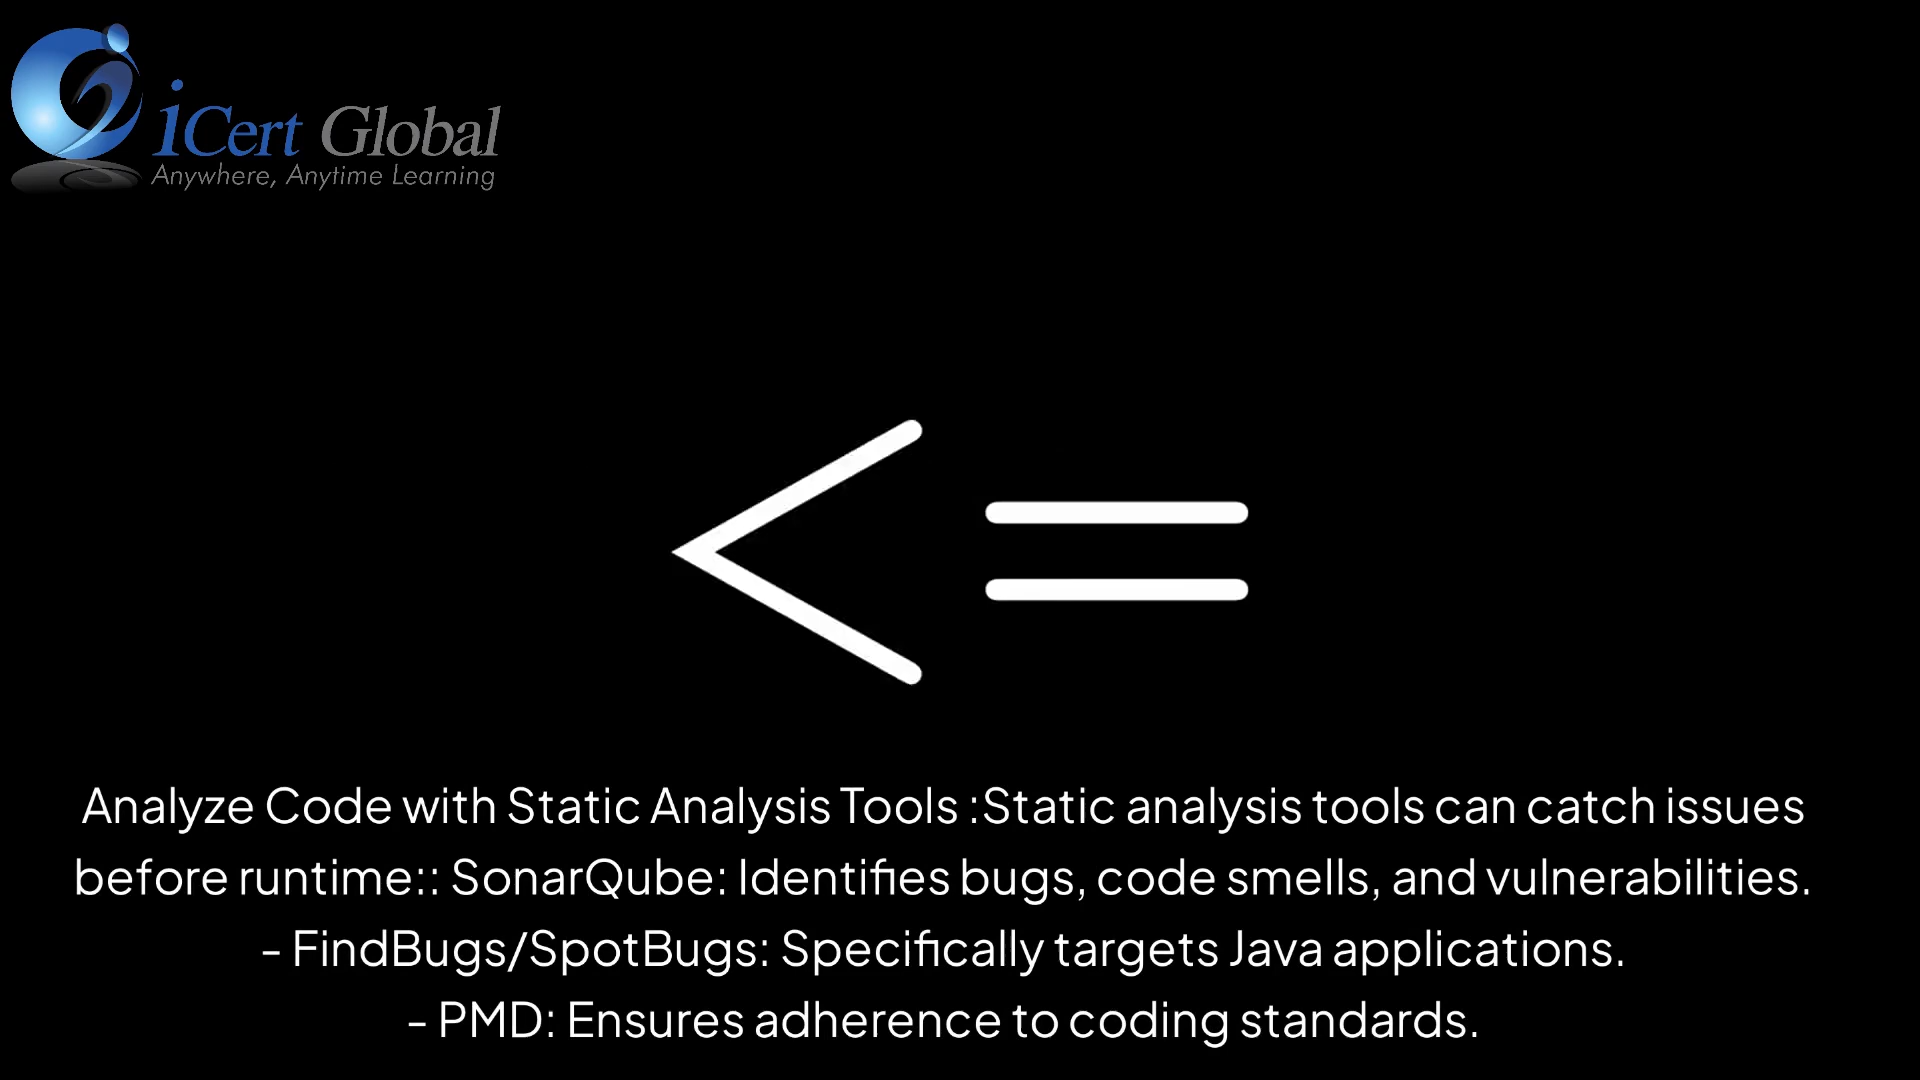 iCert Global
Anywhere, Anytime Learning
<=
Analyze Code with Static Analysis Tools :Static analysis tools can catch issues
before runtime:: SonarQube: Identifies bugs, code smells, and vulnerabilities.
- FindBugs/SpotBugs: Specifically targets Java applications.
- PMD: Ensures adherence to coding standards.